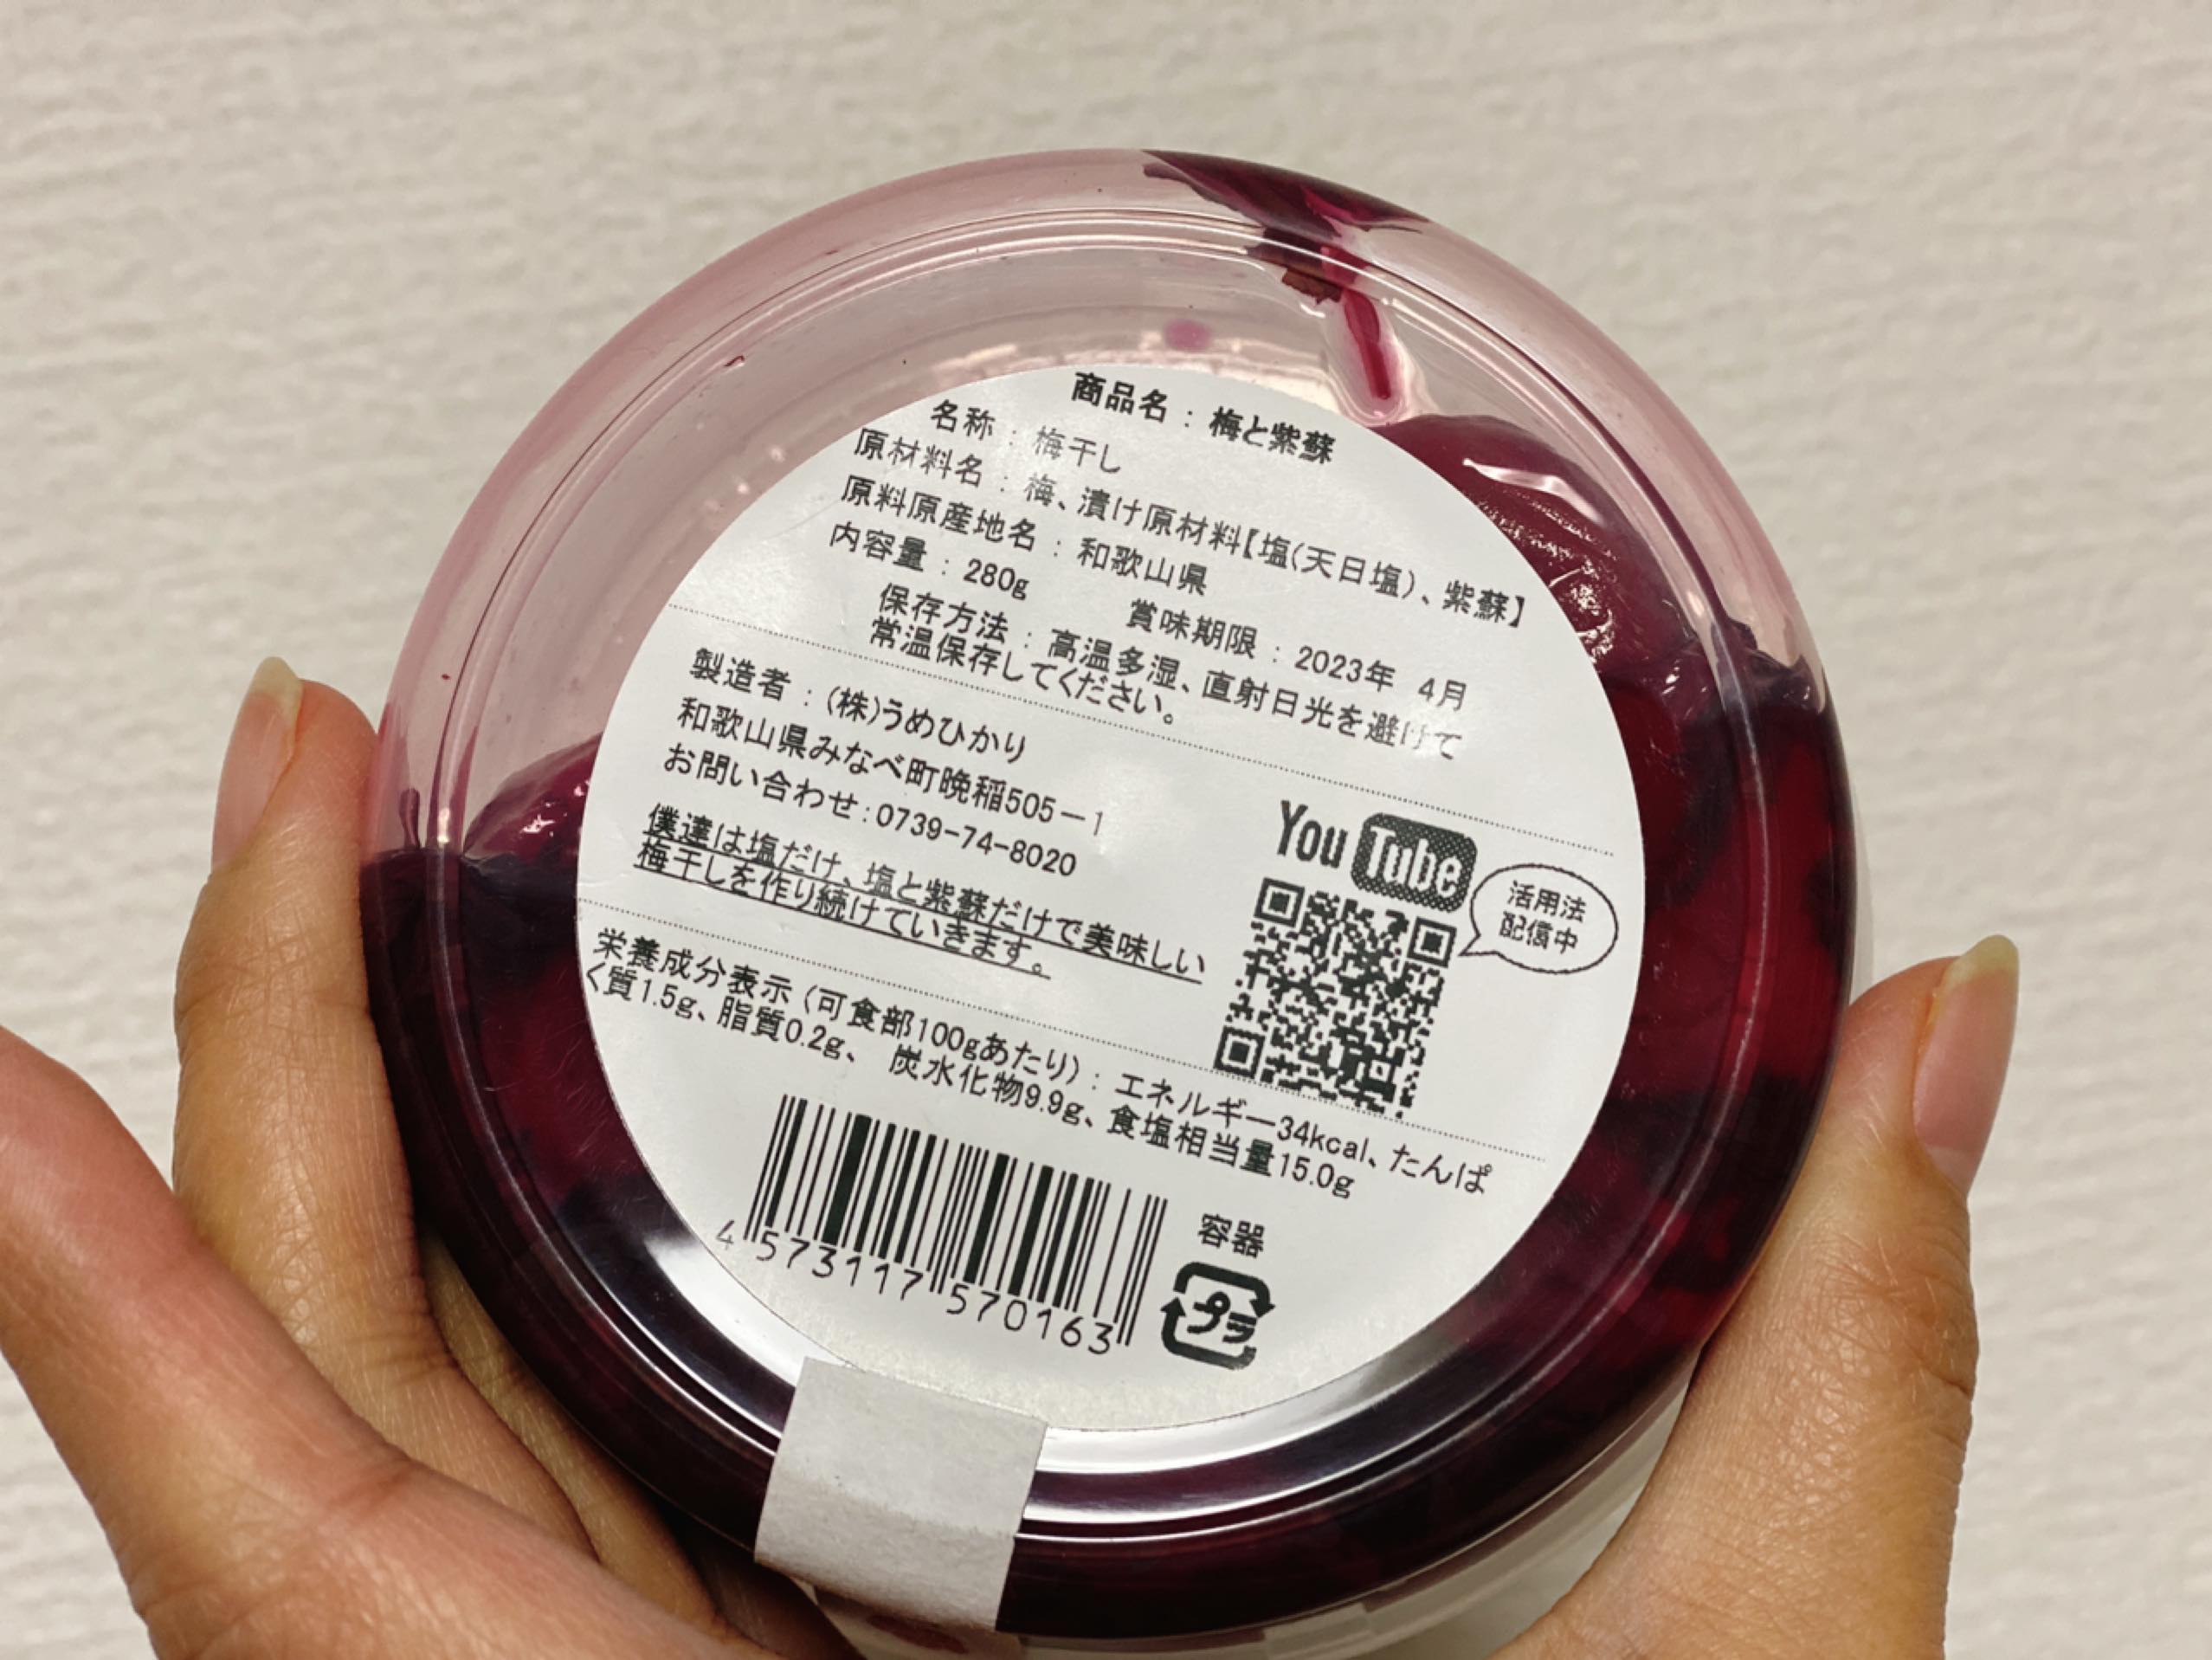 商品名：梅と紫蘇
名称：梅干し
原材料名：梅、漬け原材料【塩(天日塩)、紫蘇】
原料原産地名：和歌山県
内容量：280g 賞味期限：2023年 4月
保存方法：高温多湿、直射日光を避けて
常温保存してください。
製造者：(株)うめひかり
和歌山県みなべ町晩稲505－1
お問い合わせ：0739-74-8020
僕達は塩だけ、塩と紫蘇だけで美味しい
梅干しを作り続けていきます。
YouTube
活用法
配信中
栄養成分表示(可食部100gあたり)：エネルギー34kcal、たんぱ
く質1.5g、脂質0.2g、炭水化物9.9g、食塩相当量15.0g
4 573117 570163
容器
プラ